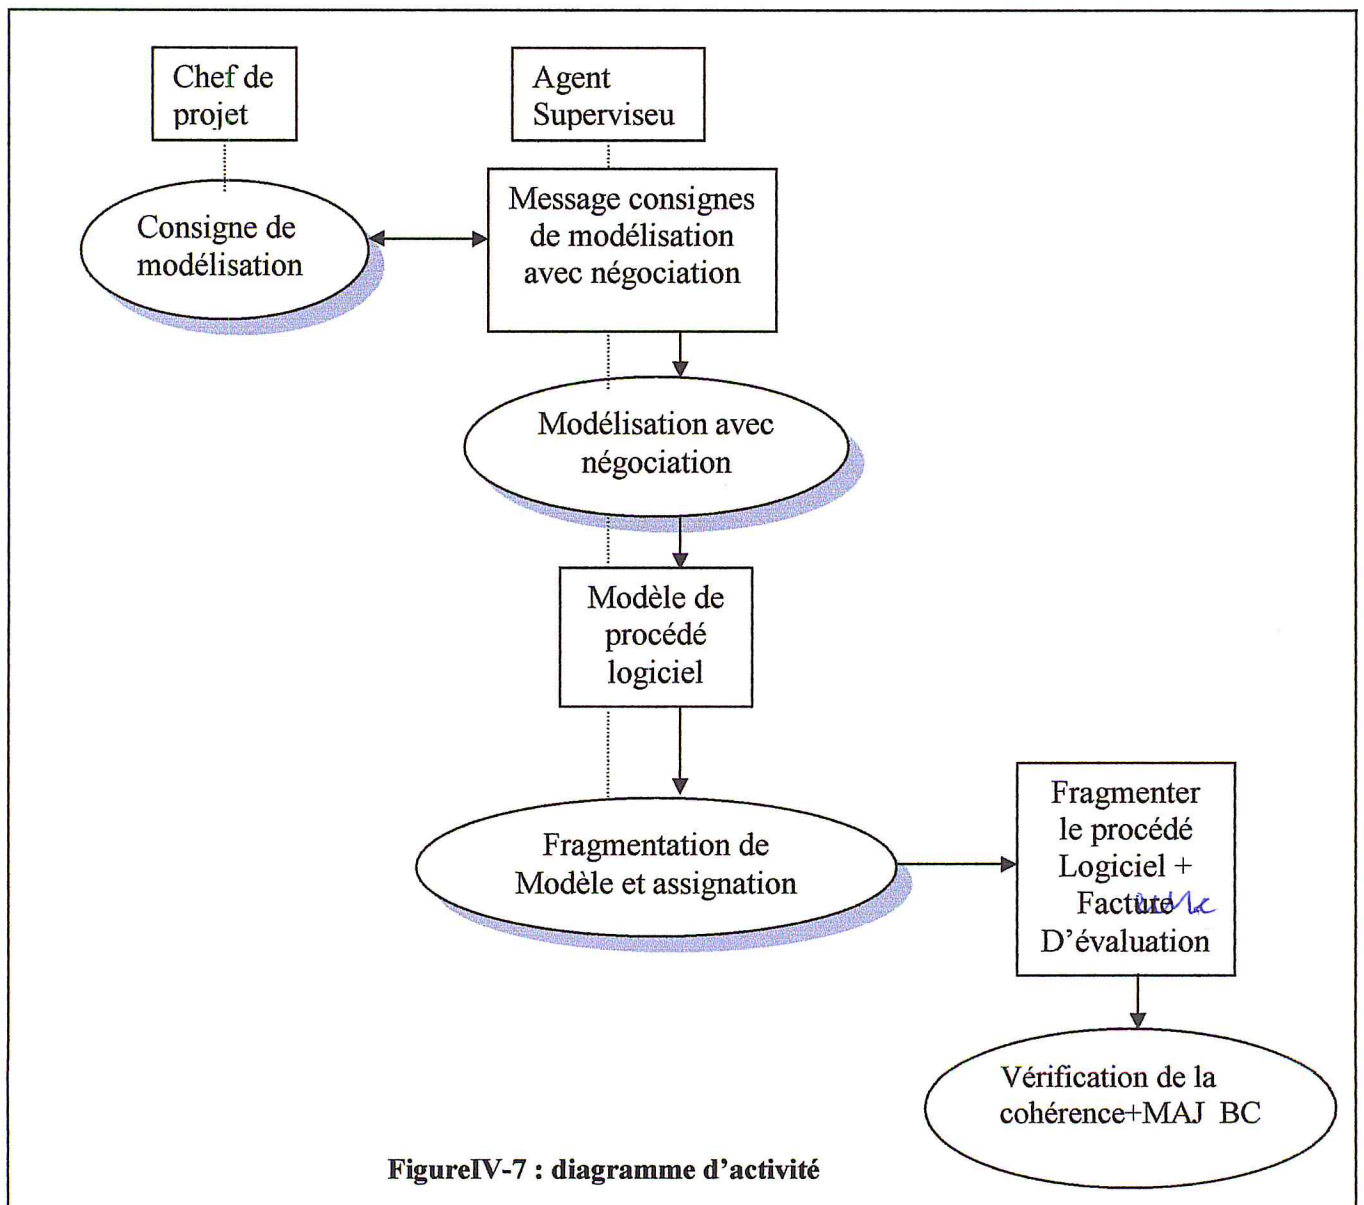 Chef de
projet
Agent
Superviseu
Consigne de
modélisation
Message consignes
de modélisation
avec négociation
Modélisation avec
négociation
Modèle de
procédé
logiciel
Fragmentation de
Modèle et assignation
Fragmenter
le procédé
Logiciel +
Facture
D'évaluation
Vérification de la
cohérence+MAJ BC
FigureIV-7 : diagramme d'activité